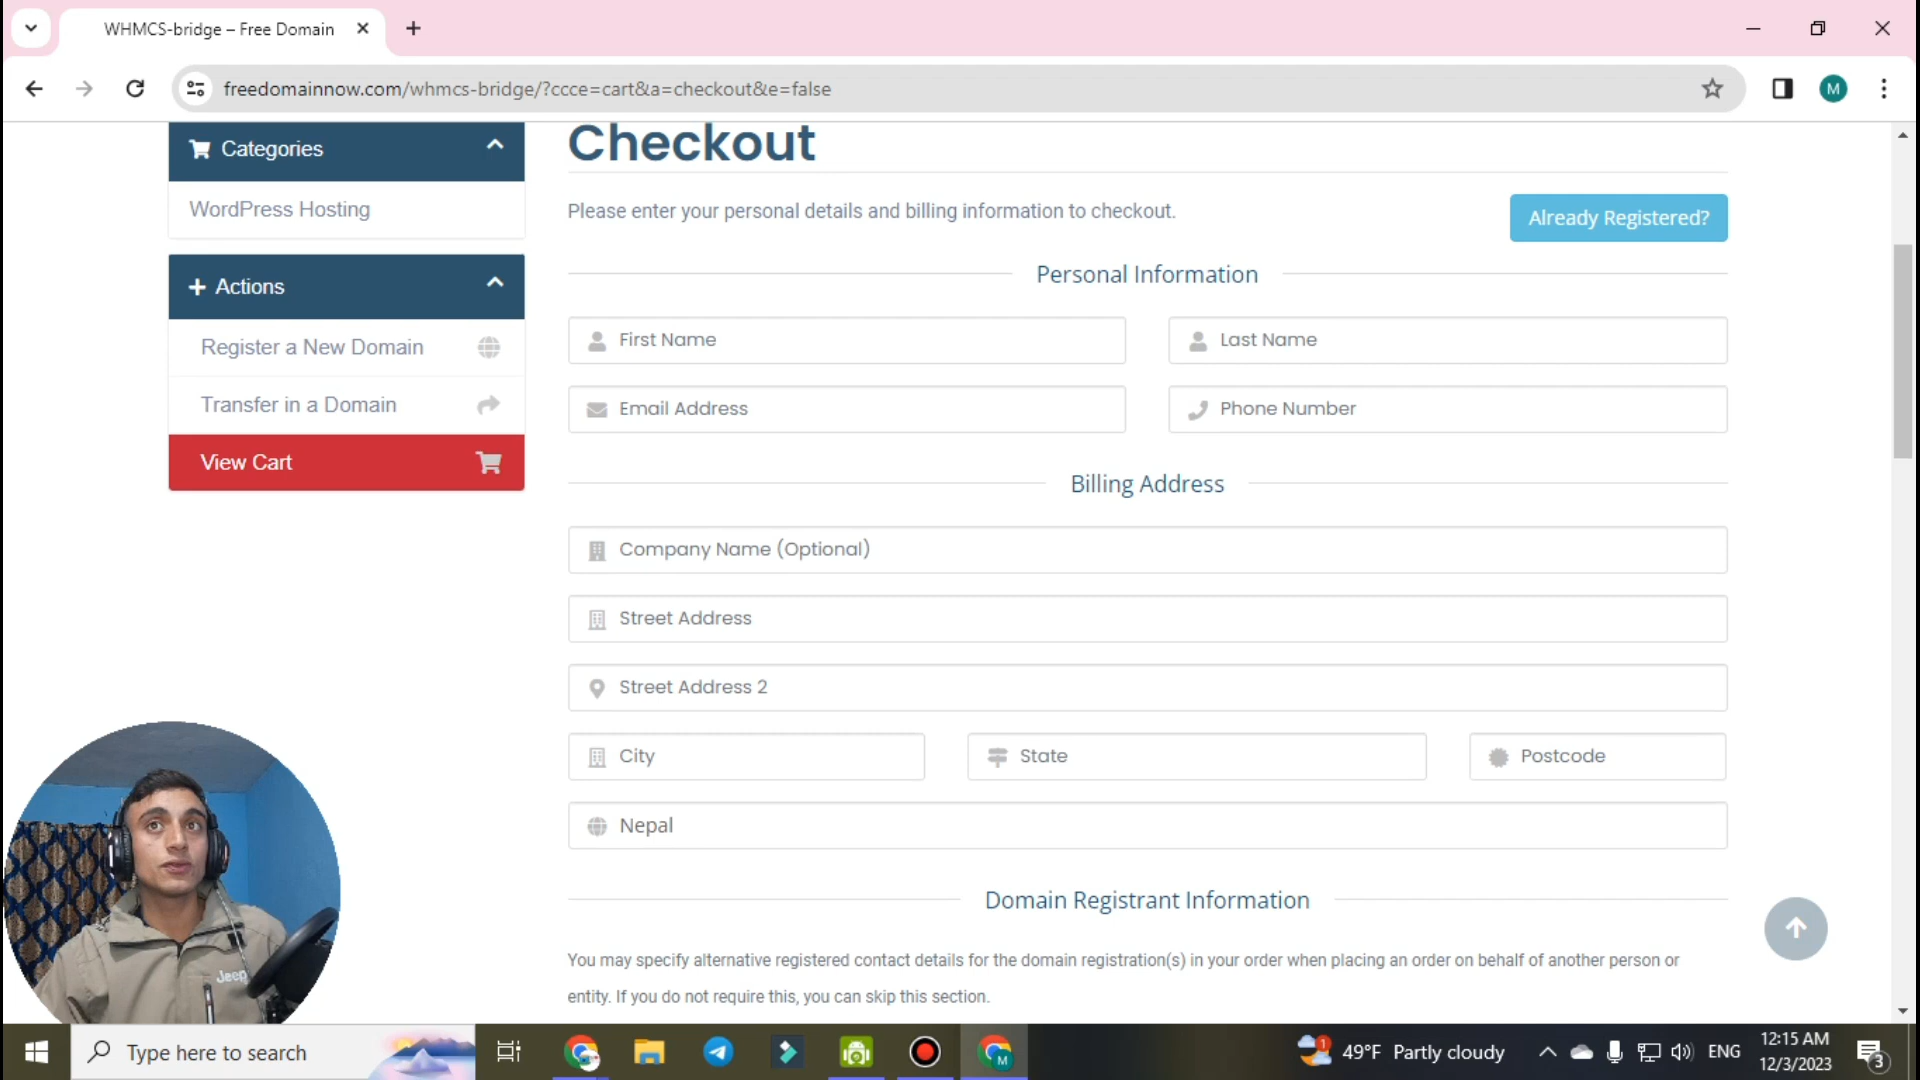 WHMCS-bridge – Free Domain
freedomainnow.com/whmcs-bridge/?ccce=cart&a=checkout&e=false
M
Categories
WordPress Hosting
Actions
Register a New Domain
Transfer in a Domain
View Cart
Checkout
Please enter your personal details and billing information to checkout.
Already Registered?
Personal Information
First Name
Last Name
Email Address
Phone Number
Billing Address
Company Name (Optional)
Street Address
Street Address 2
City
State
Postcode
Nepal
Domain Registrant Information
You may specify alternative registered contact details for the domain registration(s) in your order when placing an order on behalf of another person or
entity. If you do not require this, you can skip this section.
Jeep
Type here to search
M
1
49°F Partly cloudy
ENG
12:15 AM
12/3/2023
3